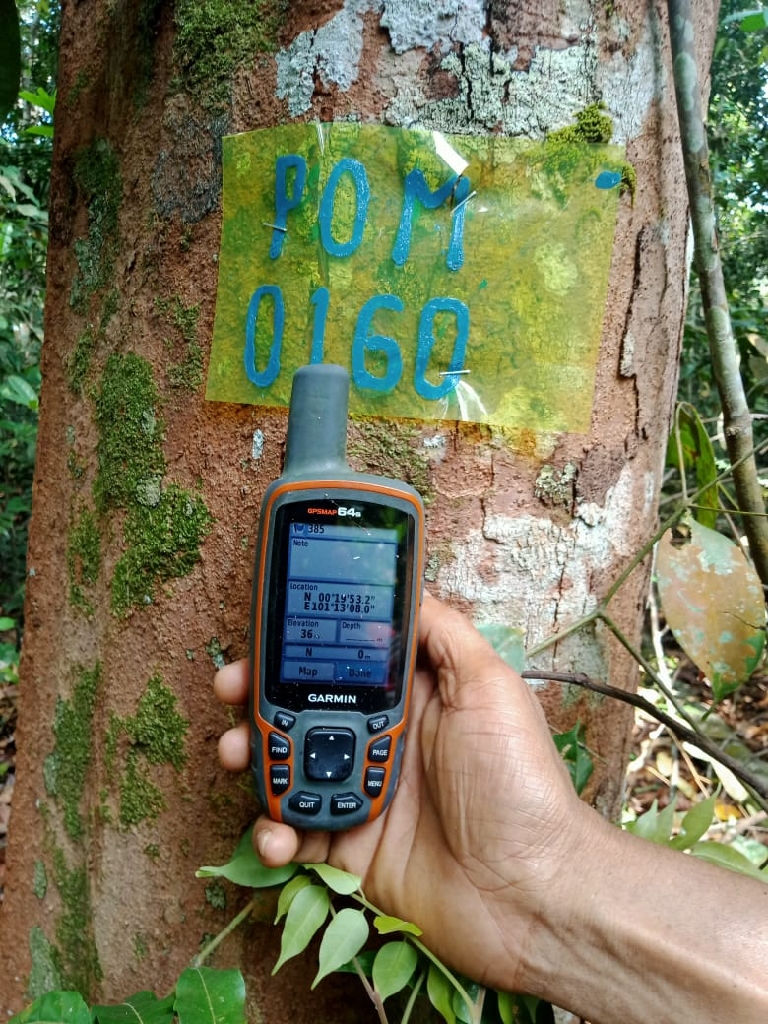 POM
0160
GPSMAP 64s
385
Note
Location
N 00°19'53.2"
E101°13'08.0"
Elevation
Depth
36
m
N
0m
Map
Done
GARMIN
IN
OUT
FIND
PAGE
MARK
MENU
QUIT
ENTER